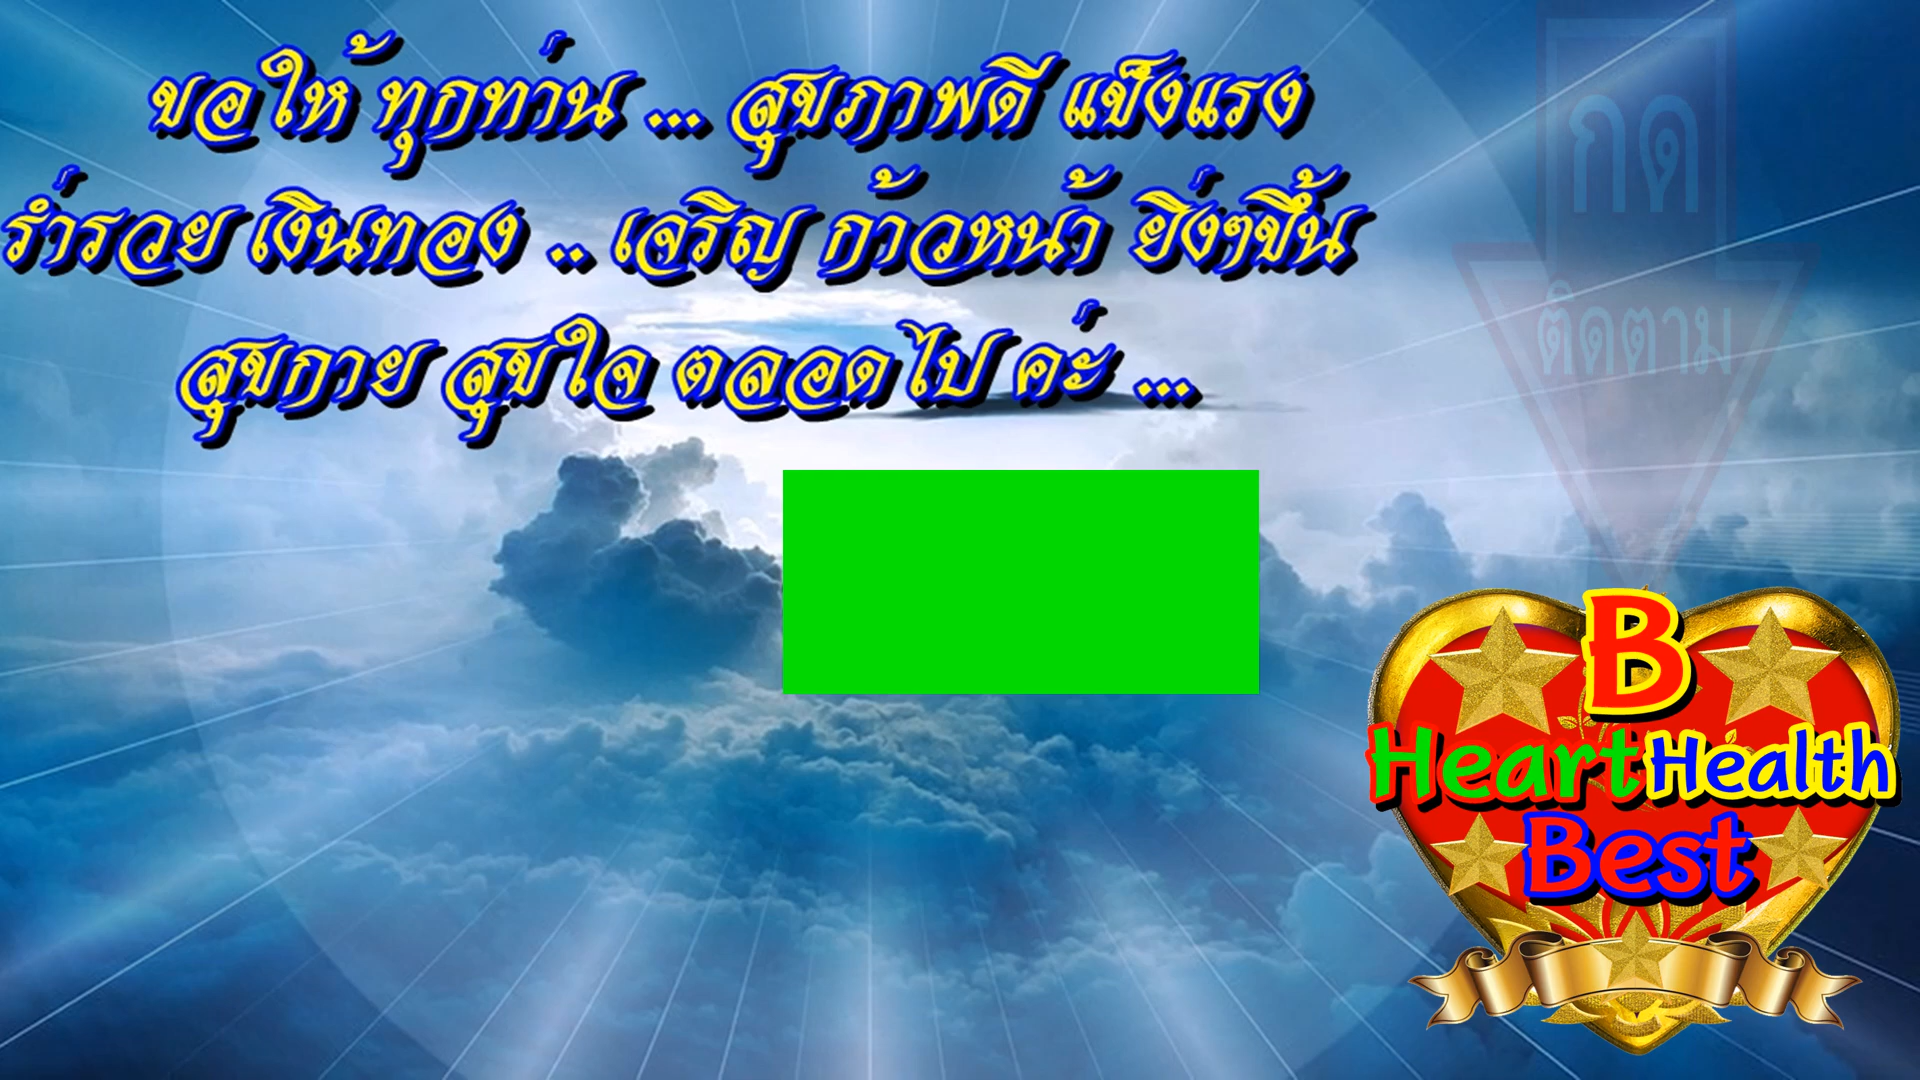 ขอให้ ทุกท่าน ... สุขภาพดี แข็งแรง
ร่ำรวย เงินทอง .. เจริญ ก้าวหน้า ยิ่งๆขึ้น
สุขกาย สุขใจ ตลอดไป ค่ะ ...
กด
ติดตาม
B
Heart Health
Best